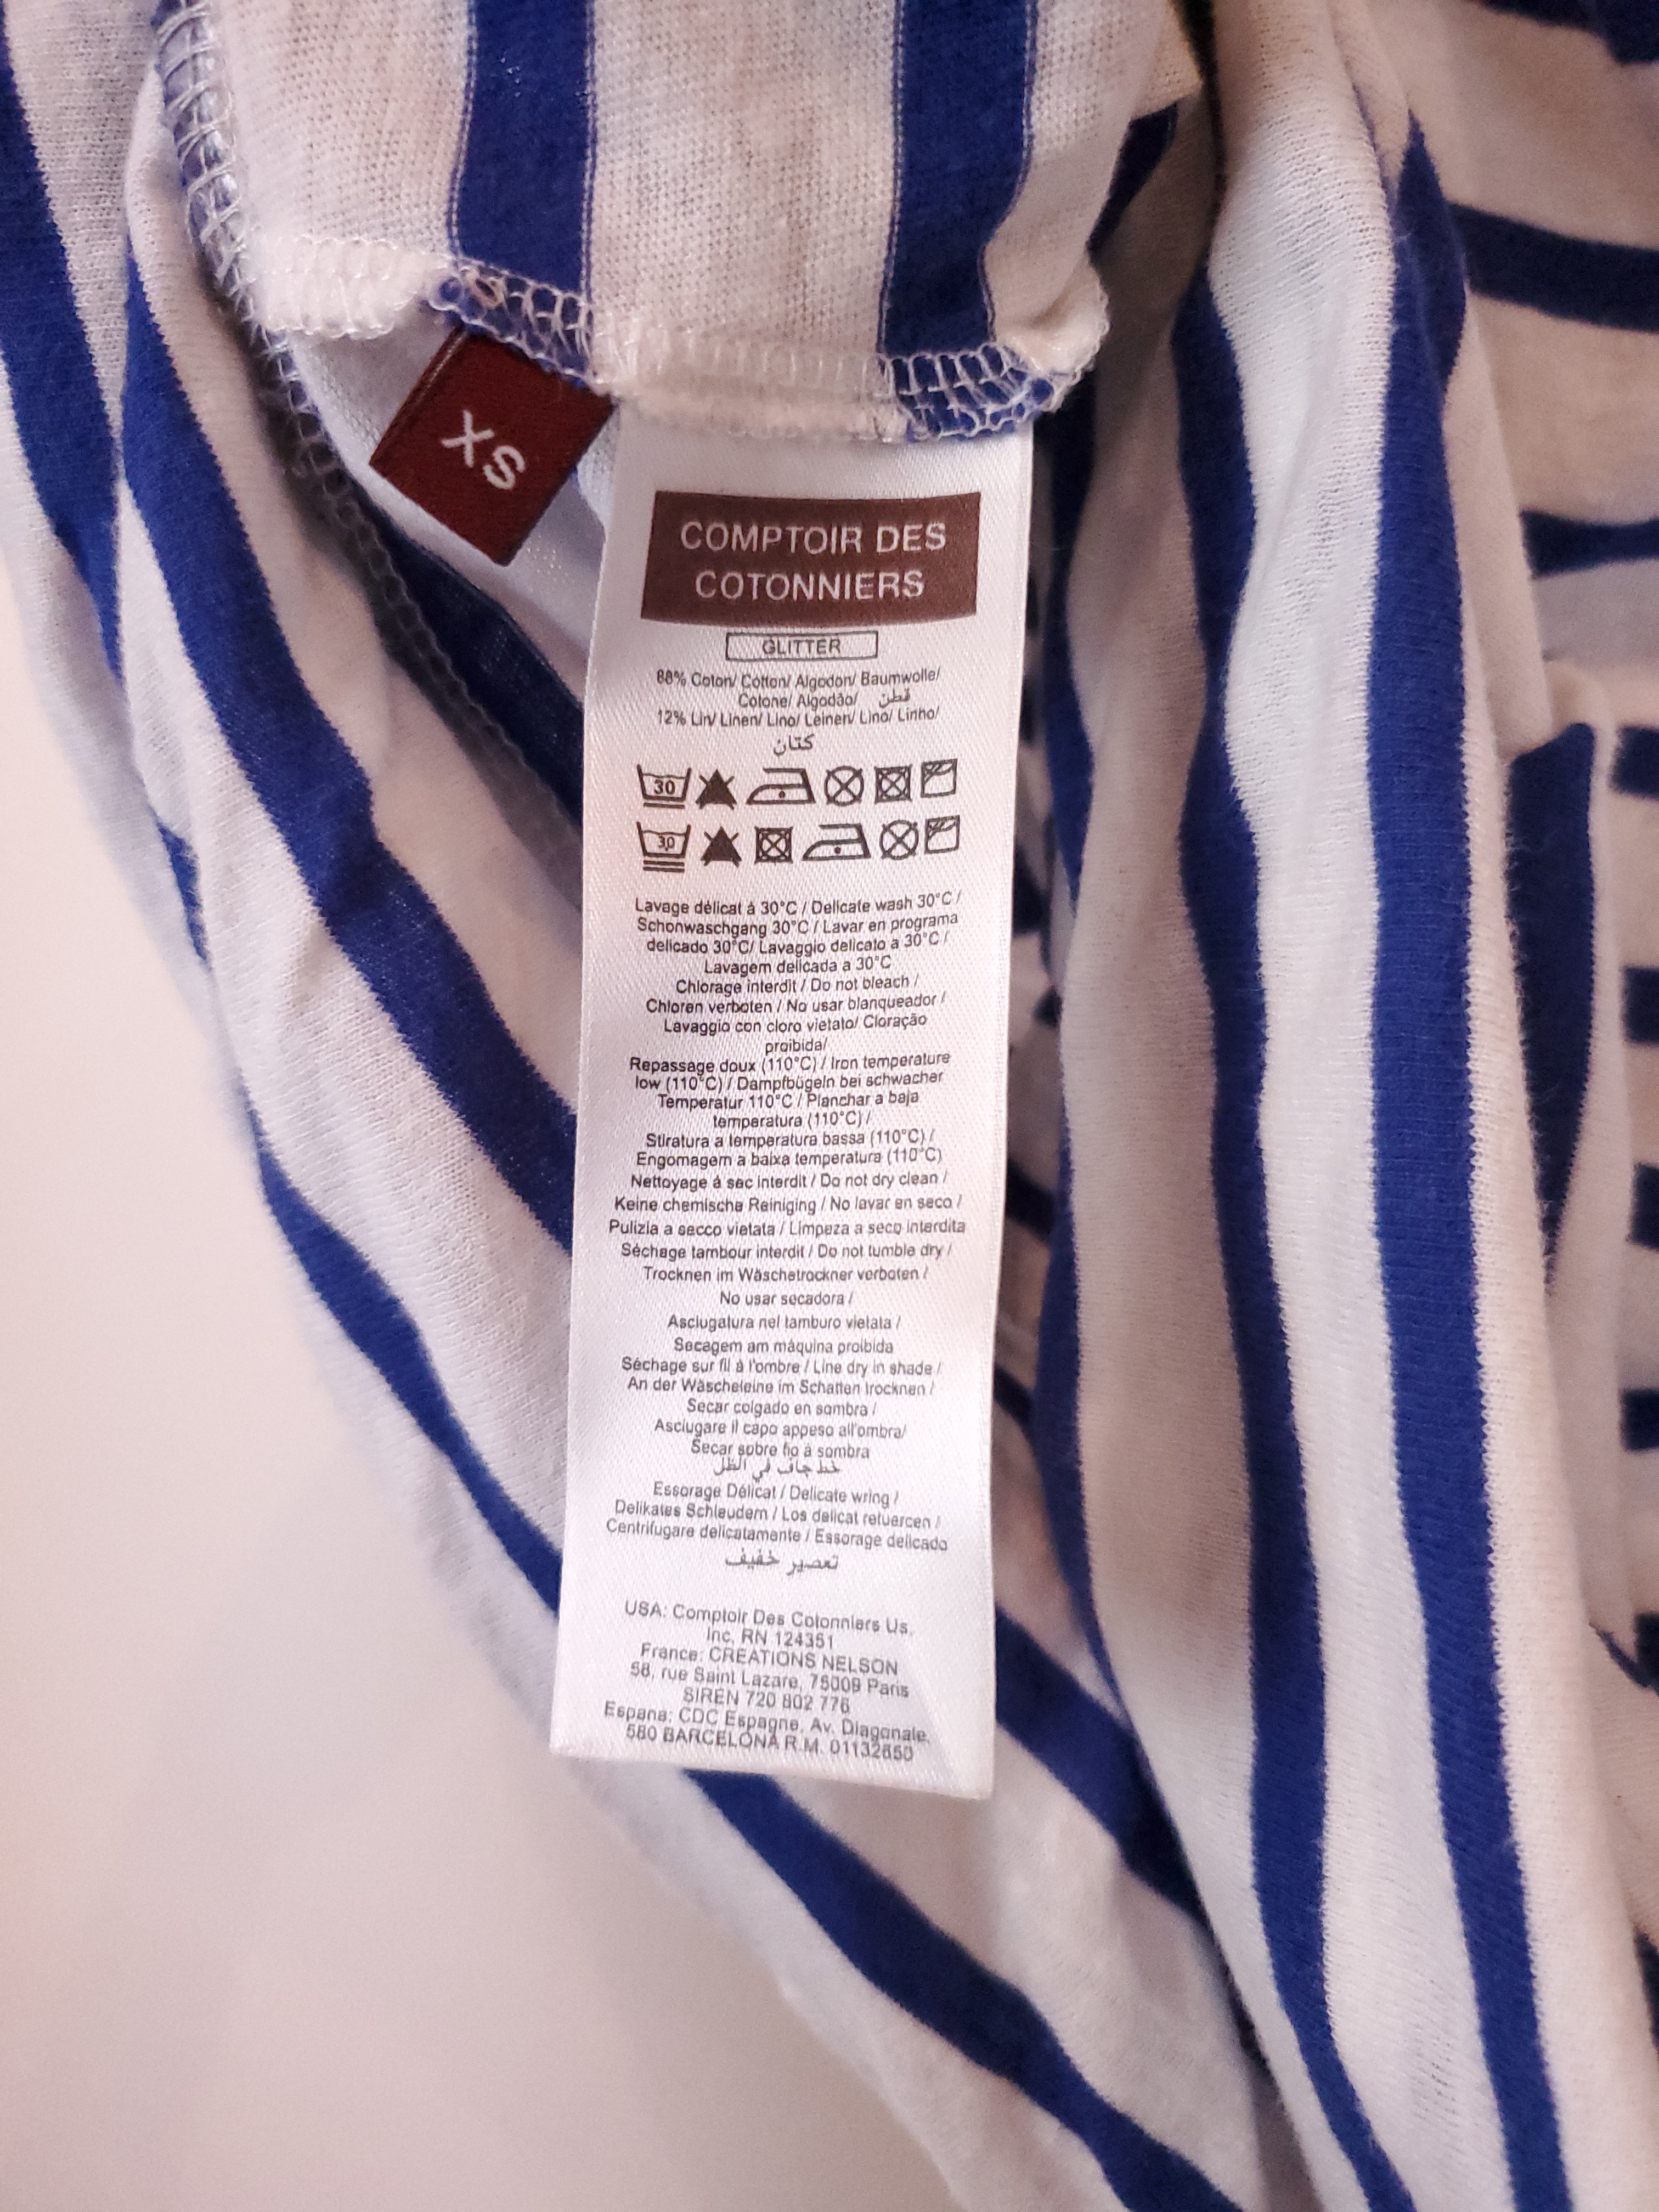 XS
COMPTOIR DES
COTONNIERS
GLITTER
88% Coton/ Cotton/ Algodon/ Baumwolle/
Cotone/ Algodão/ قطن
12% Lin/ Linen/ Lino/ Leinen/ Lino/ Linho/
كتان
30
30
Lavage délicat à 30°C / Delicate wash 30°C /
Schonwaschgang 30°C / Lavar en programa
delicado 30°C/ Lavaggio delicato a 30°C /
Lavagem delicada a 30°C
Chlorage interdit / Do not bleach /
Chloren verboten / No usar blanqueador /
Lavaggio con cloro vietato/ Cloração
proibida/
Repassage doux (110°C) / Iron temperature
low (110°C) / Dampfbügeln bei schwacher
Temperatur 110°C / Planchar a baja
temperatura (110°C) /
Stiratura a temperatura bassa (110°C) /
Engomagem a baixa temperatura (110°C)
Nettoyage à sec interdit / Do not dry clean /
Keine chemische Reiniging / No lavar en seco /
Pulizia a secco vietata / Limpeza a seco interdita
Séchage tambour interdit / Do not tumble dry /
Trocknen im Wäschetrockner verboten /
No usar secadora /
Asciugatura nel tamburo vietata /
Secagem am máquina proibida
Séchage sur fil à l'ombre / Line dry in shade /
An der Wäscheleine im Schatten trocknen /
Secar colgado en sombra /
Asciugare il capo appeso all'ombra/
Secar sobre fio à sombra
خط جاف في الظل
Essorage Délicat / Delicate wring /
Delikates Schleudern / Los delicat retuercen /
Centrifugare delicatamente / Essorage delicado
تعصير خفيف
USA: Comptoir Des Cotonniers Us,
Inc. RN 124351
France: CREATIONS NELSON
58, rue Saint Lazare, 75009 Paris
SIREN 720 802 776
Espana: CDC Espagne, Av. Diagonale,
580 BARCELONA R.M. 01132650